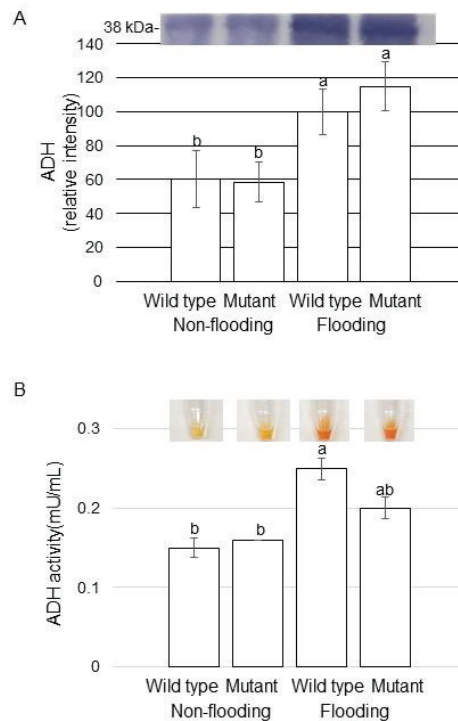 A
38 kDa-
140
120
100
80
60
40
20
0
ADH
(relative intensity)
b
b
a
a
Wild type Mutant Wild type Mutant
Non-flooding Flooding
B
0.3
0.2
0.1
0
ADH activity(mU/mL)
b
b
a
ab
Wild type Mutant Wild type Mutant
Non-flooding Flooding